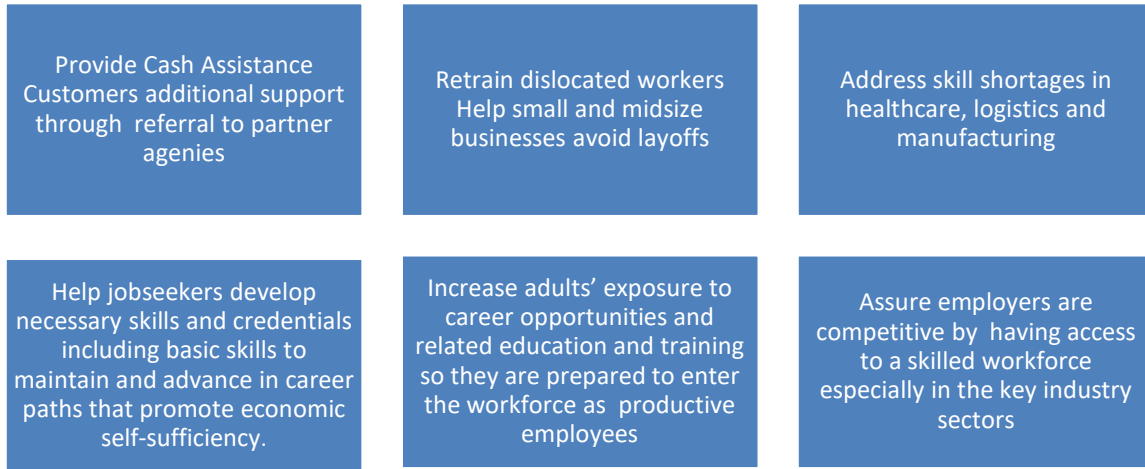 Provide Cash Assistance
Customers additional support
through referral to partner
agenies
Retrain dislocated workers
Help small and midsize
businesses avoid layoffs
Address skill shortages in
healthcare, logistics and
manufacturing
Help jobseekers develop
necessary skills and credentials
including basic skills to
maintain and advance in career
paths that promote economic
self-sufficiency.
Increase adults’ exposure to
career opportunities and
related education and training
so they are prepared to enter
the workforce as productive
employees
Assure employers are
competitive by having access
to a skilled workforce
especially in the key industry
sectors